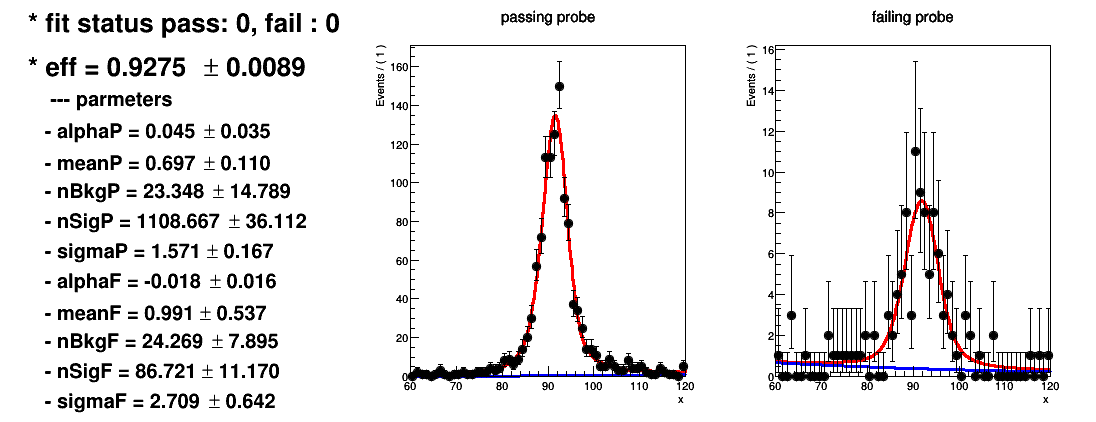 * fit status pass: 0, fail : 0
* eff = 0.9275 ± 0.0089
--- parmeters
- alphaP = 0.045 ± 0.035
- meanP = 0.697 ± 0.110
- nBkgP = 23.348 ± 14.789
- nSigP = 1108.667 ± 36.112
- sigmaP = 1.571 ± 0.167
- alphaF = -0.018 ± 0.016
- meanF = 0.991 ± 0.537
- nBkgF = 24.269 ± 7.895
- nSigF = 86.721 ± 11.170
- sigmaF = 2.709 ± 0.642
passing probe
Events / ( 1 )
160
140
120
100
80
60
40
20
0
60 70 80 90 100 110 120
x
failing probe
Events / ( 1 )
16
14
12
10
8
6
4
2
0
60 70 80 90 100 110 120
x